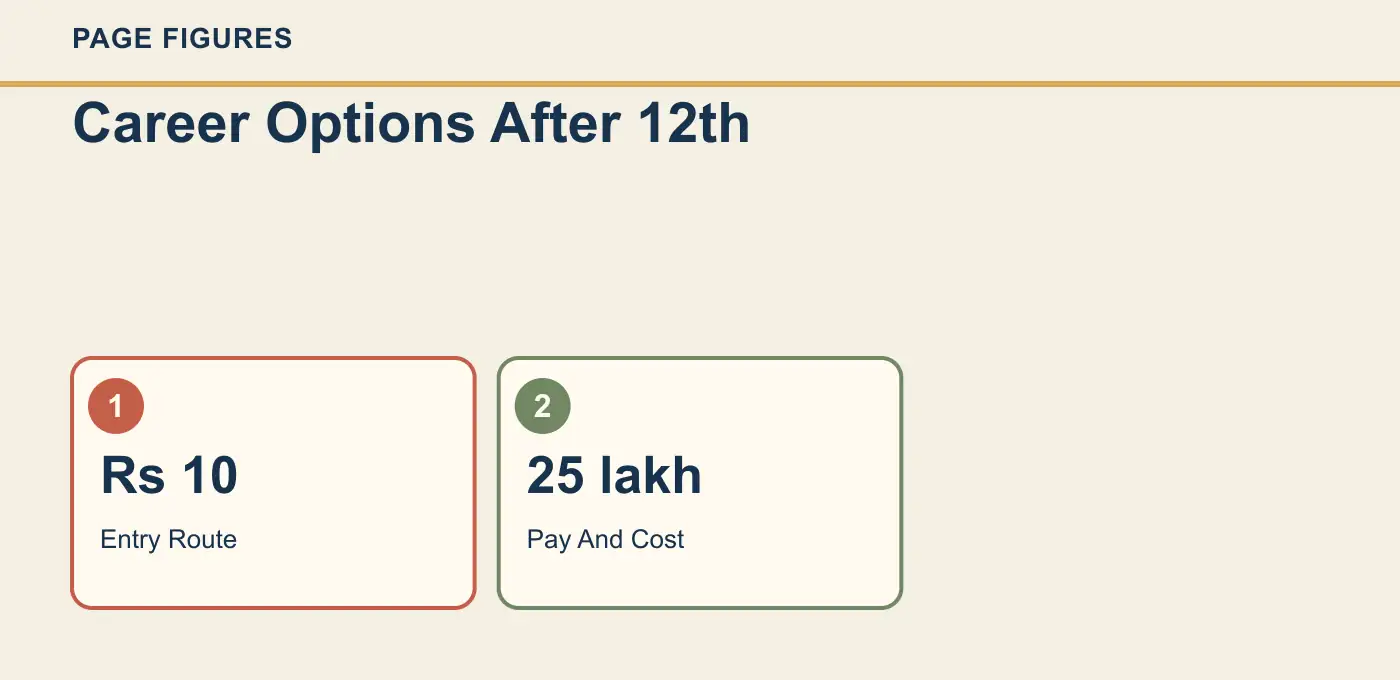 PAGE FIGURES
Career Options After 12th
1
Rs 10
Entry Route
2
25 lakh
Pay And Cost